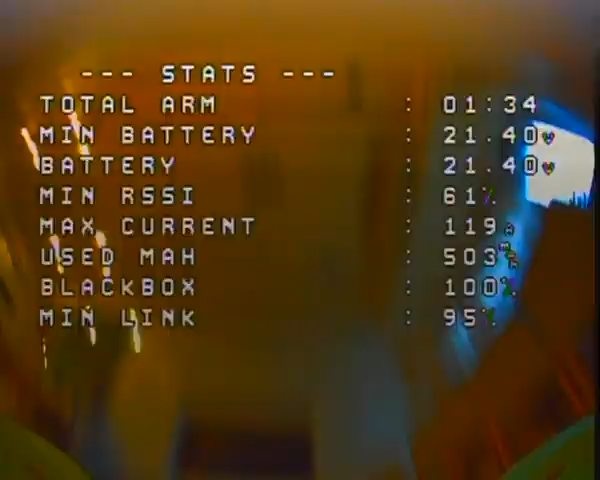 --- STATS ---
TOTAL ARM : 01:34
MIN BATTERY : 21.40V
BATTERY : 21.40V
MIN RSSI : 61%
MAX CURRENT : 119A
USED MAH : 503
BLACKBOX : 100%
MIN LINK : 95%